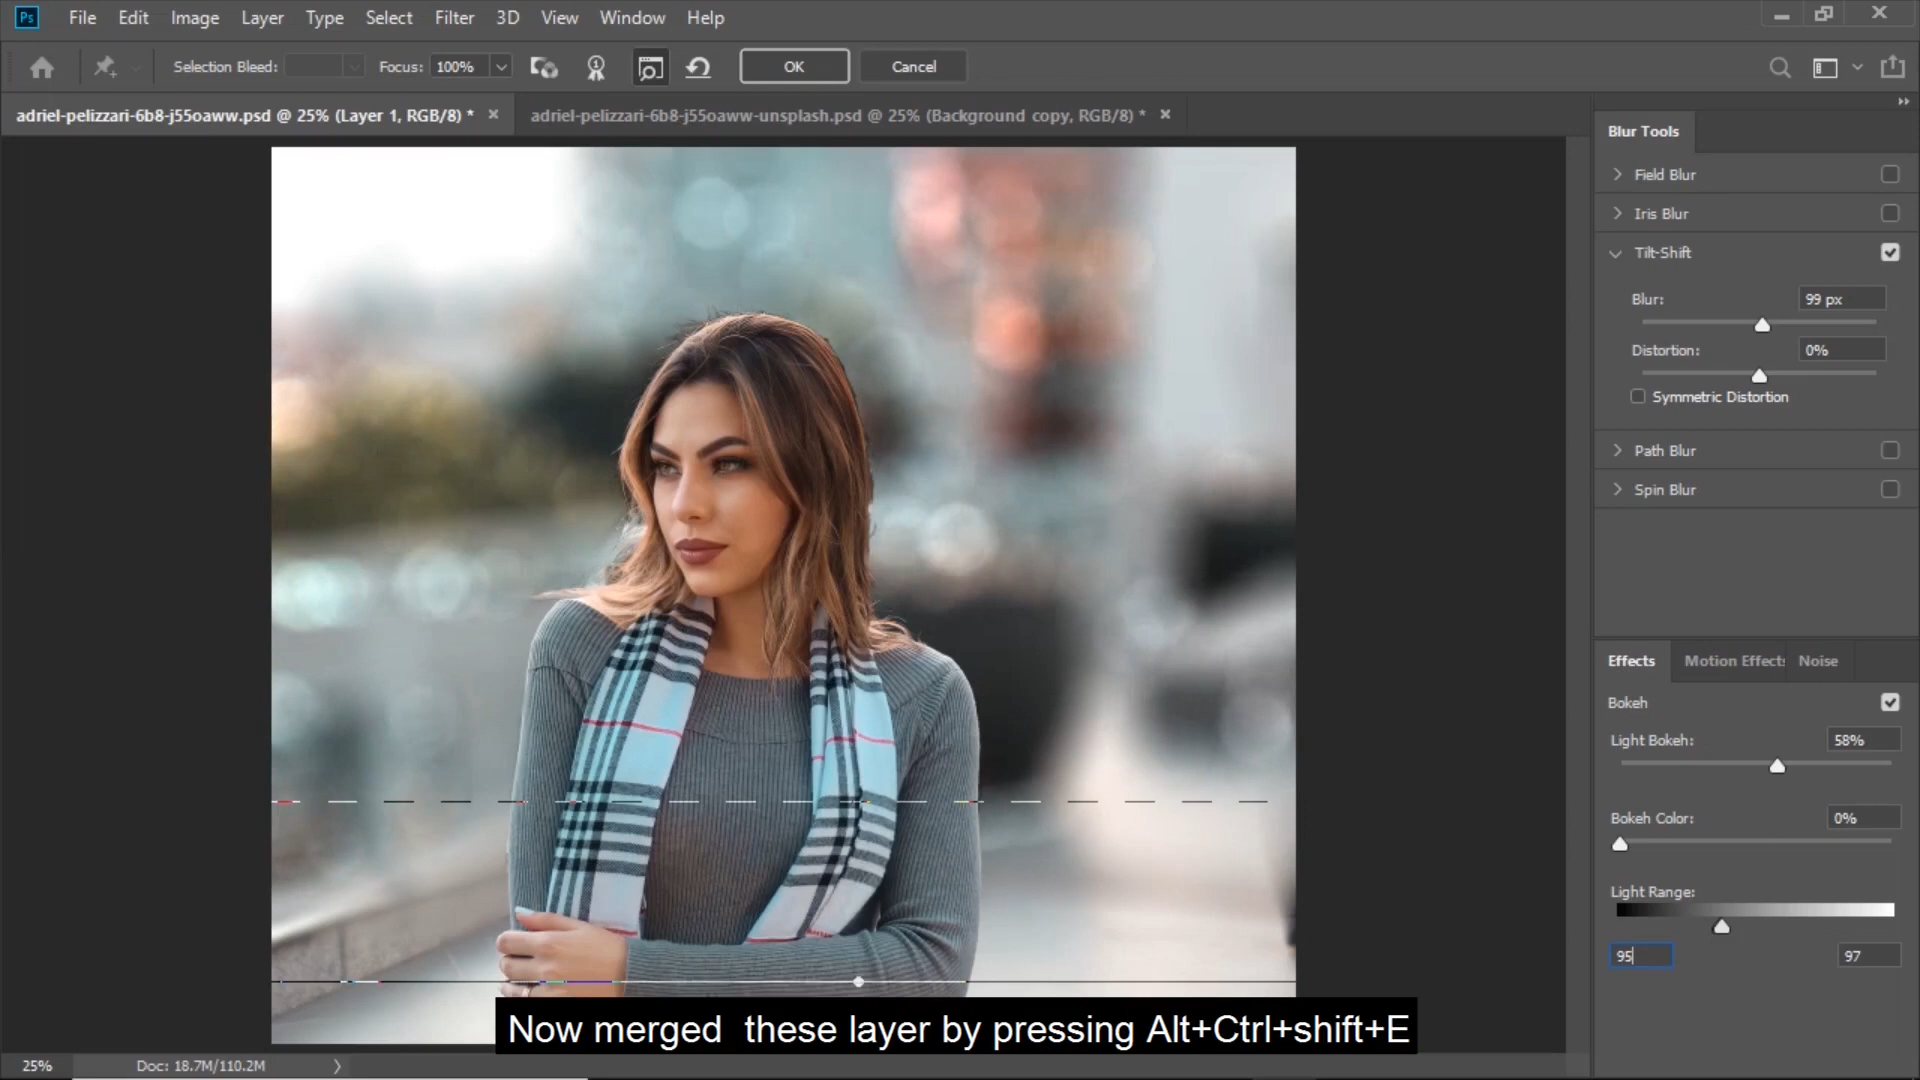 Ps File Edit Image Layer Type Select Filter 3D View Window Help
Selection Bleed: Focus: 100% OK Cancel
adriel-pelizzari-6b8-j55oaww.psd @ 25% (Layer 1, RGB/8) * × adriel-pelizzari-6b8-j55oaww-unsplash.psd @ 25% (Background copy, RGB/8) * ×
Blur Tools
Field Blur
Iris Blur
Tilt-Shift
Blur: 99 px
Distortion: 0%
Symmetric Distortion
Path Blur
Spin Blur
Effects Motion Effects Noise
Bokeh
Light Bokeh: 58%
Bokeh Color: 0%
Light Range:
95 97
Now merged  these layer by pressing Alt+Ctrl+shift+E
25% Doc: 18.7M/110.2M